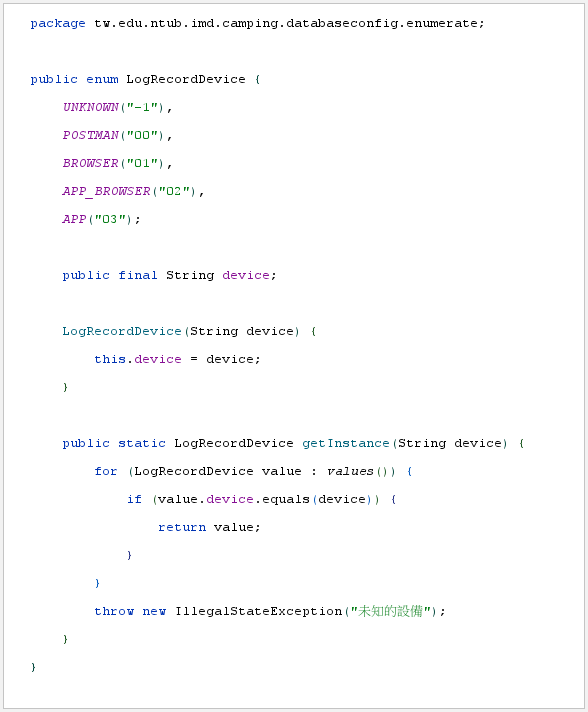 package tw.edu.ntub.imd.camping.databaseconfig.enumerate;
public enum LogRecordDevice {
UNKNOWN("-1"),
POSTMAN("00"),
BROWSER("01"),
APP_BROWSER("02"),
APP("03");
public final String device;
LogRecordDevice(String device) {
this.device = device;
}
public static LogRecordDevice getInstance(String device) {
for (LogRecordDevice value : values()) {
if (value.device.equals(device)) {
return value;
}
}
throw new IllegalStateException("未知的設備");
}
}